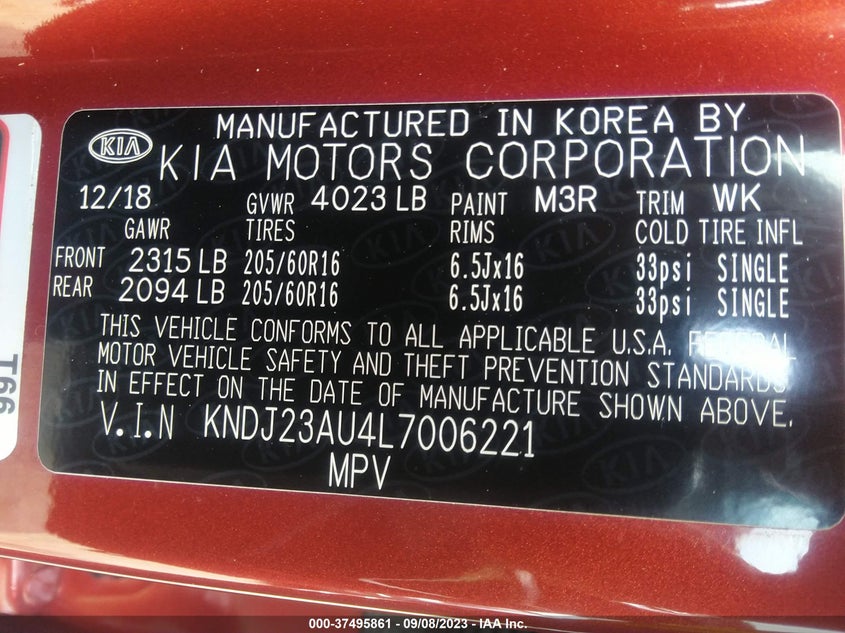 MANUFACTURED IN KOREA BY
KIA KIA MOTORS CORPORATION
12/18 GVWR 4023 LB PAINT M3R TRIM WK
GAWR TIRES RIMS COLD TIRE INFL
FRONT 2315 LB 205/60R16 6.5Jx16 33psi SINGLE
REAR 2094 LB 205/60R16 6.5Jx16 33psi SINGLE
THIS VEHICLE CONFORMS TO ALL APPLICABLE U.S.A. FEDERAL
MOTOR VEHICLE SAFETY AND THEFT PREVENTION STANDARDS
IN EFFECT ON THE DATE OF MANUFACTURE SHOWN ABOVE.
V.I.N KNDJ23AU4L7006221
MPV
000-37495861 - 09/08/2023 - IAA Inc.